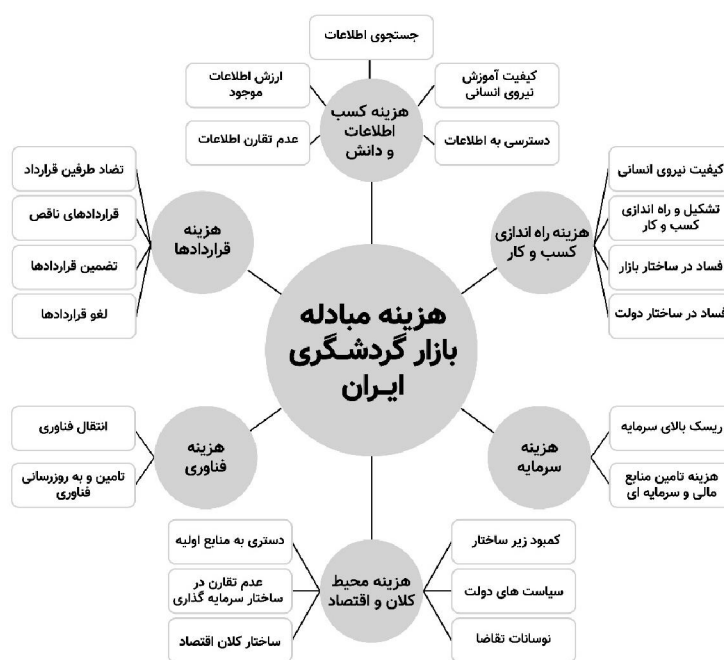 هزینه مبادله
بازار گردشگری
ایران
هزینه کسب
اطلاعات
و دانش
جستجوی اطلاعات
کیفیت آموزش
نیروی انسانی
ارزش اطلاعات
موجود
دسترسی به اطلاعات
عدم تقارن اطلاعات
هزینه راه اندازی
کسب و کار
کیفیت نیروی انسانی
تشکیل و راه اندازی
کسب و کار
فساد در ساختار بازار
فساد در ساختار دولت
هزینه
سرمایه
ریسک بالای سرمایه
هزینه تامین منابع
مالی و سرمایه ای
هزینه محیط
کلان و اقتصاد
کمبود زیر ساختار
سیاست های دولت
نوسانات تقاضا
دستری به منابع اولیه
عدم تقارن در
ساختار سرمایه گذاری
ساختار کلان اقتصاد
هزینه
فناوری
انتقال فناوری
تامین و به روزرسانی
فناوری
هزینه
قراردادها
تضاد طرفین قرارداد
قراردادهای ناقص
تضمین قراردادها
لغو قراردادها